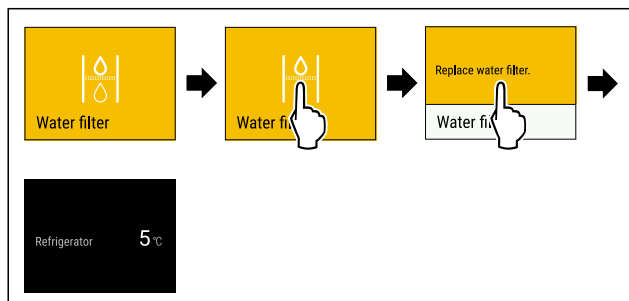 Water filter
Water fi
Replace water filter.
Water fi
Refrigerator 5 °C